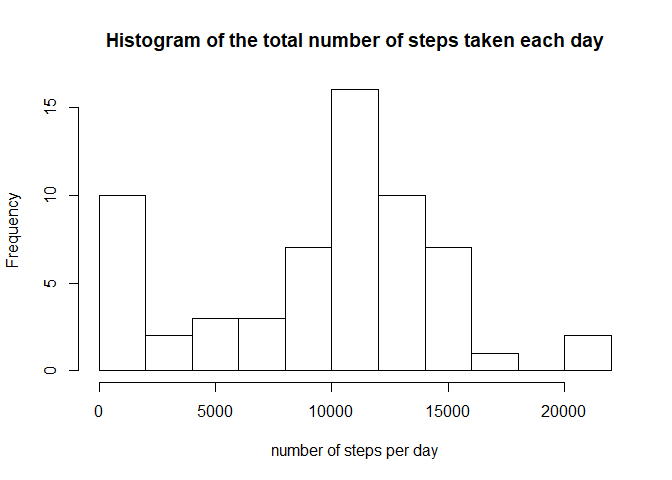 Histogram of the total number of steps taken each day
Frequency
15
10
5
0
0 5000 10000 15000 20000
number of steps per day